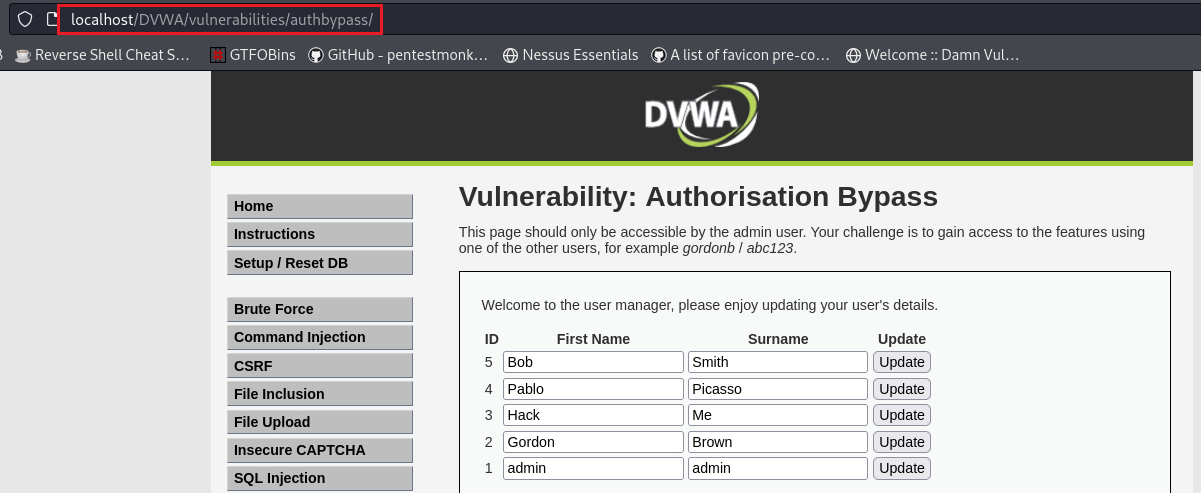 localhost/DVWA/vulnerabilities/authbypass/
Reverse Shell Cheat S… GTFOBins GitHub - pentestmonk… Nessus Essentials A list of favicon pre-co… Welcome :: Damn Vul…
DVWA
Home
Instructions
Setup / Reset DB
Brute Force
Command Injection
CSRF
File Inclusion
File Upload
Insecure CAPTCHA
SQL Injection
Vulnerability: Authorisation Bypass
This page should only be accessible by the admin user. Your challenge is to gain access to the features using
one of the other users, for example gordonb / abc123.
Welcome to the user manager, please enjoy updating your user's details.
ID First Name Surname Update
5 Bob Smith Update
4 Pablo Picasso Update
3 Hack Me Update
2 Gordon Brown Update
1 admin admin Update